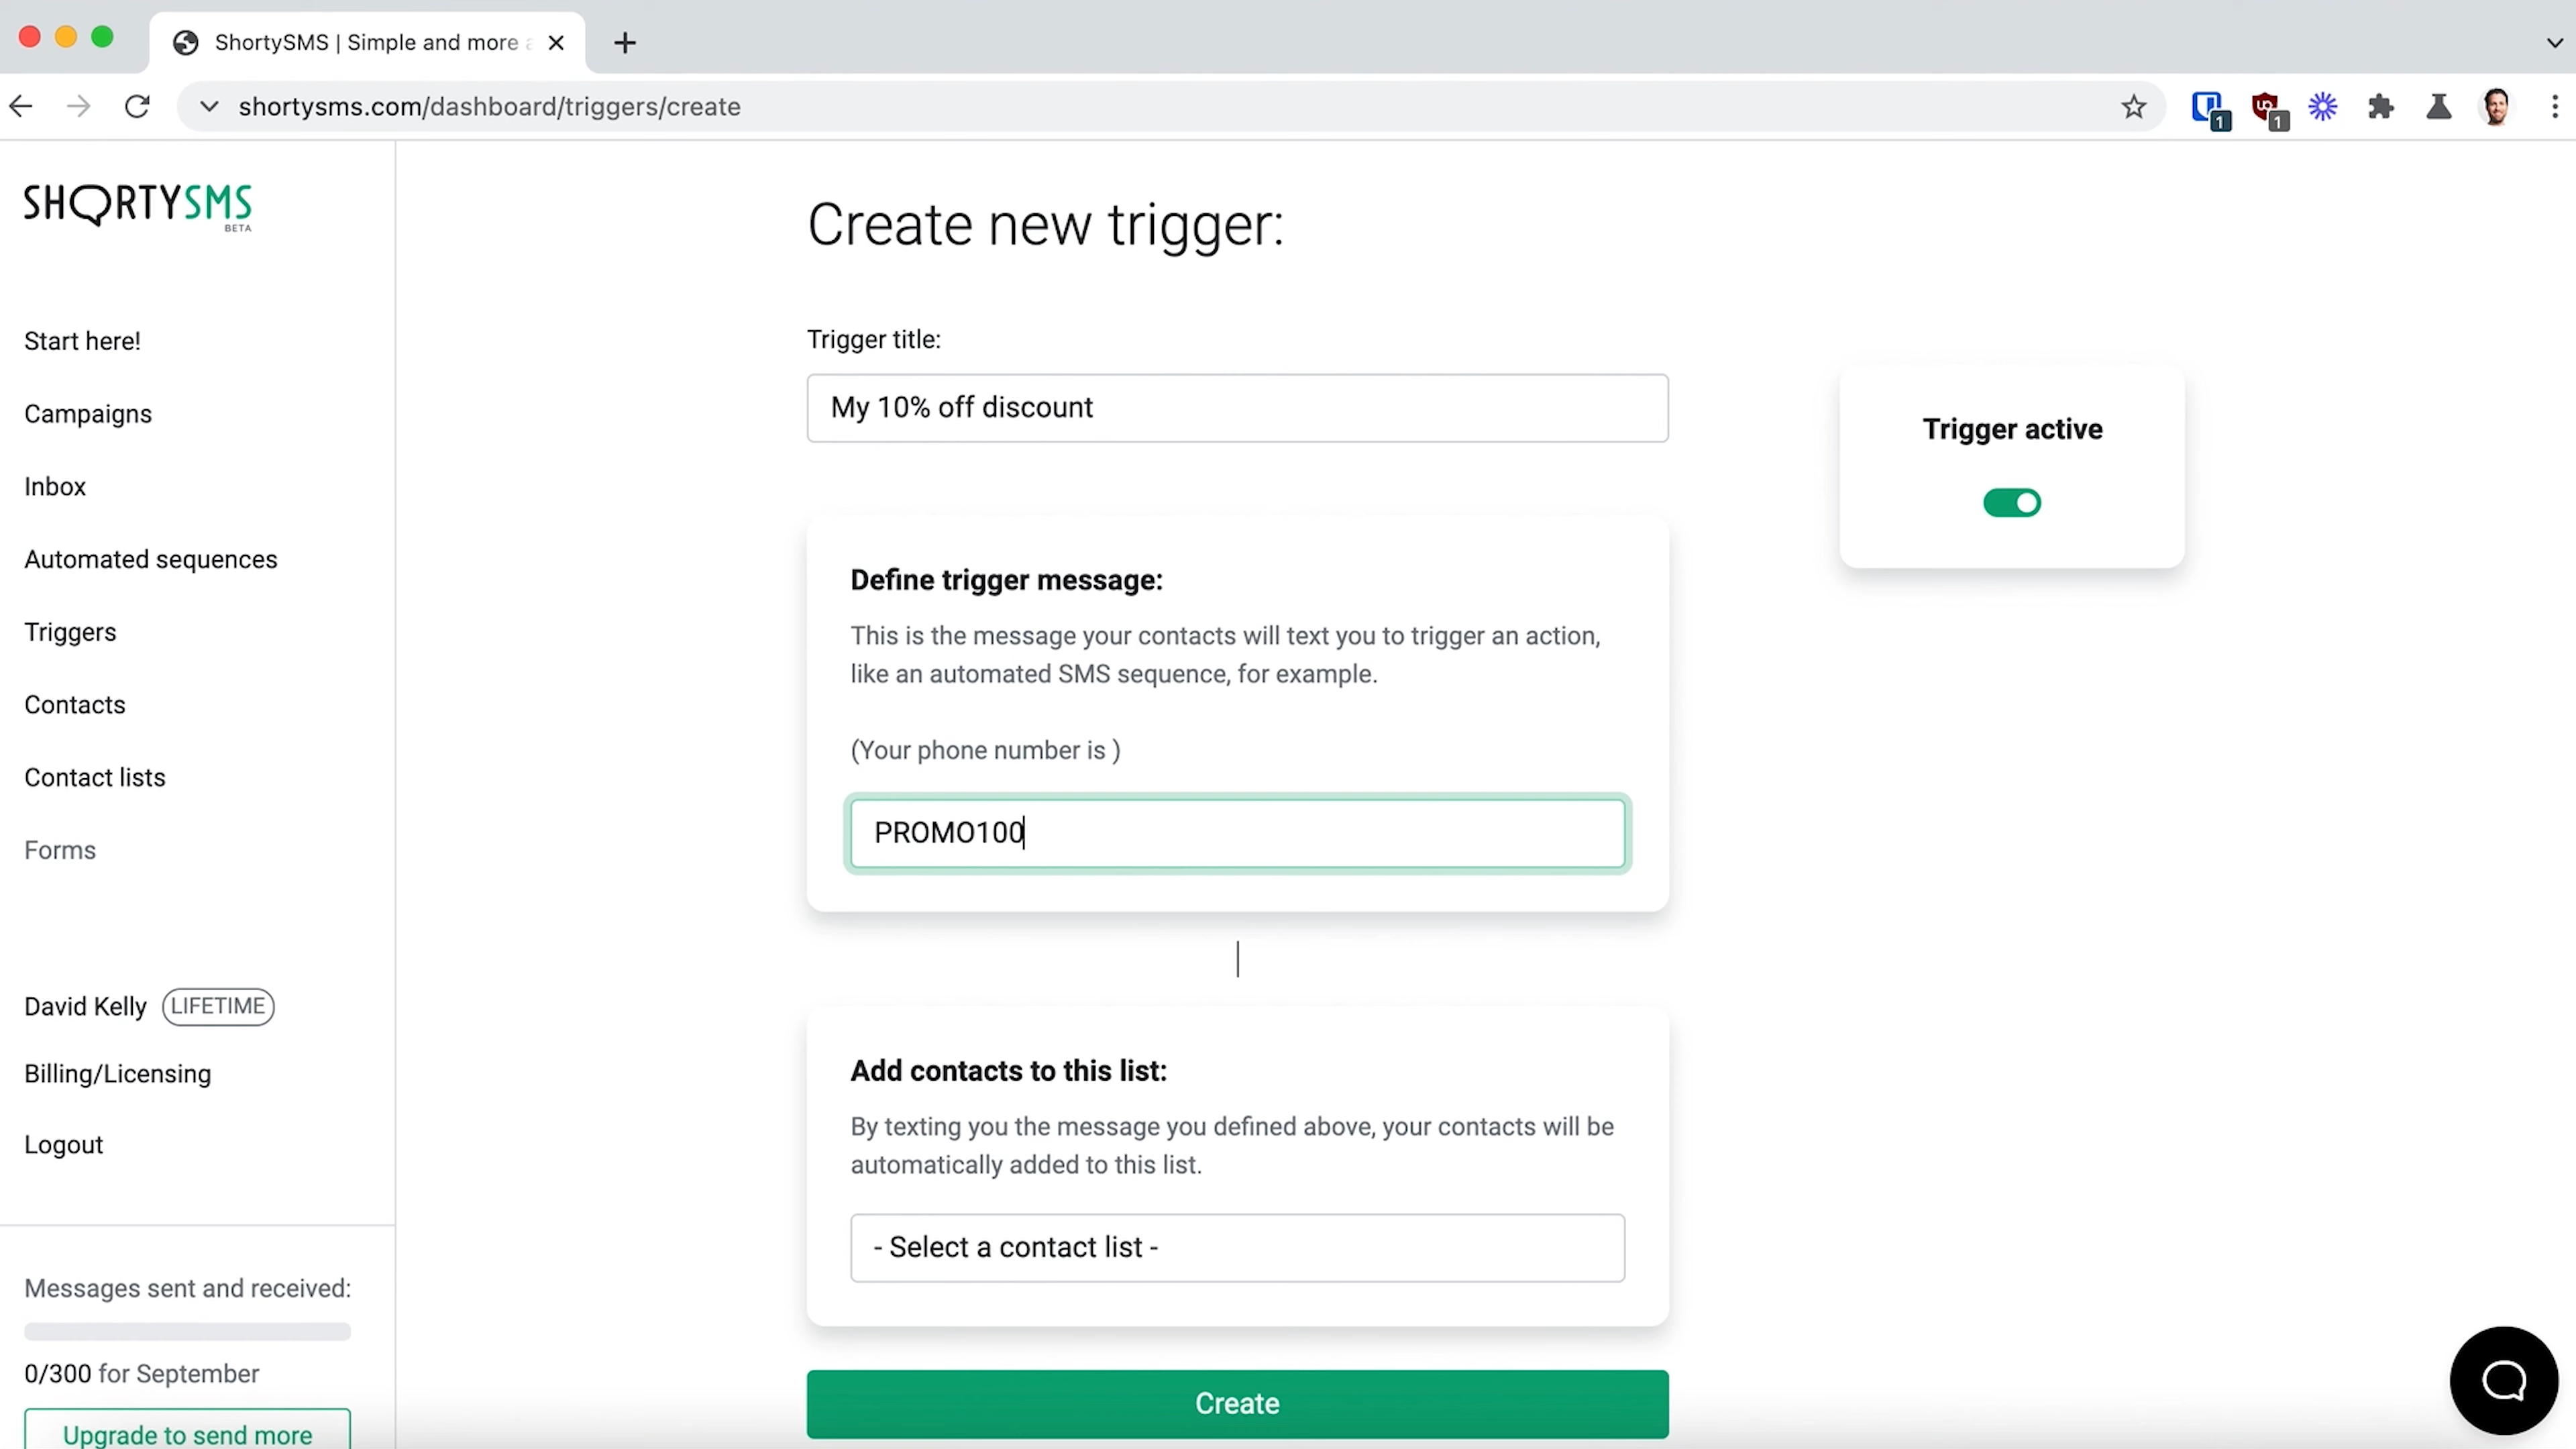 ShortySMS | Simple and more
shortysms.com/dashboard/triggers/create
1
1
SHORTYSMS
BETA
Start here!
Campaigns
Inbox
Automated sequences
Triggers
Contacts
Contact lists
Forms
David Kelly LIFETIME
Billing/Licensing
Logout
Messages sent and received:
0/300 for September
Upgrade to send more
Create new trigger:
Trigger title:
My 10% off discount
Define trigger message:
This is the message your contacts will text you to trigger an action,
like an automated SMS sequence, for example.
(Your phone number is )
PROMO100
Add contacts to this list:
By texting you the message you defined above, your contacts will be
automatically added to this list.
- Select a contact list -
Create
Trigger active